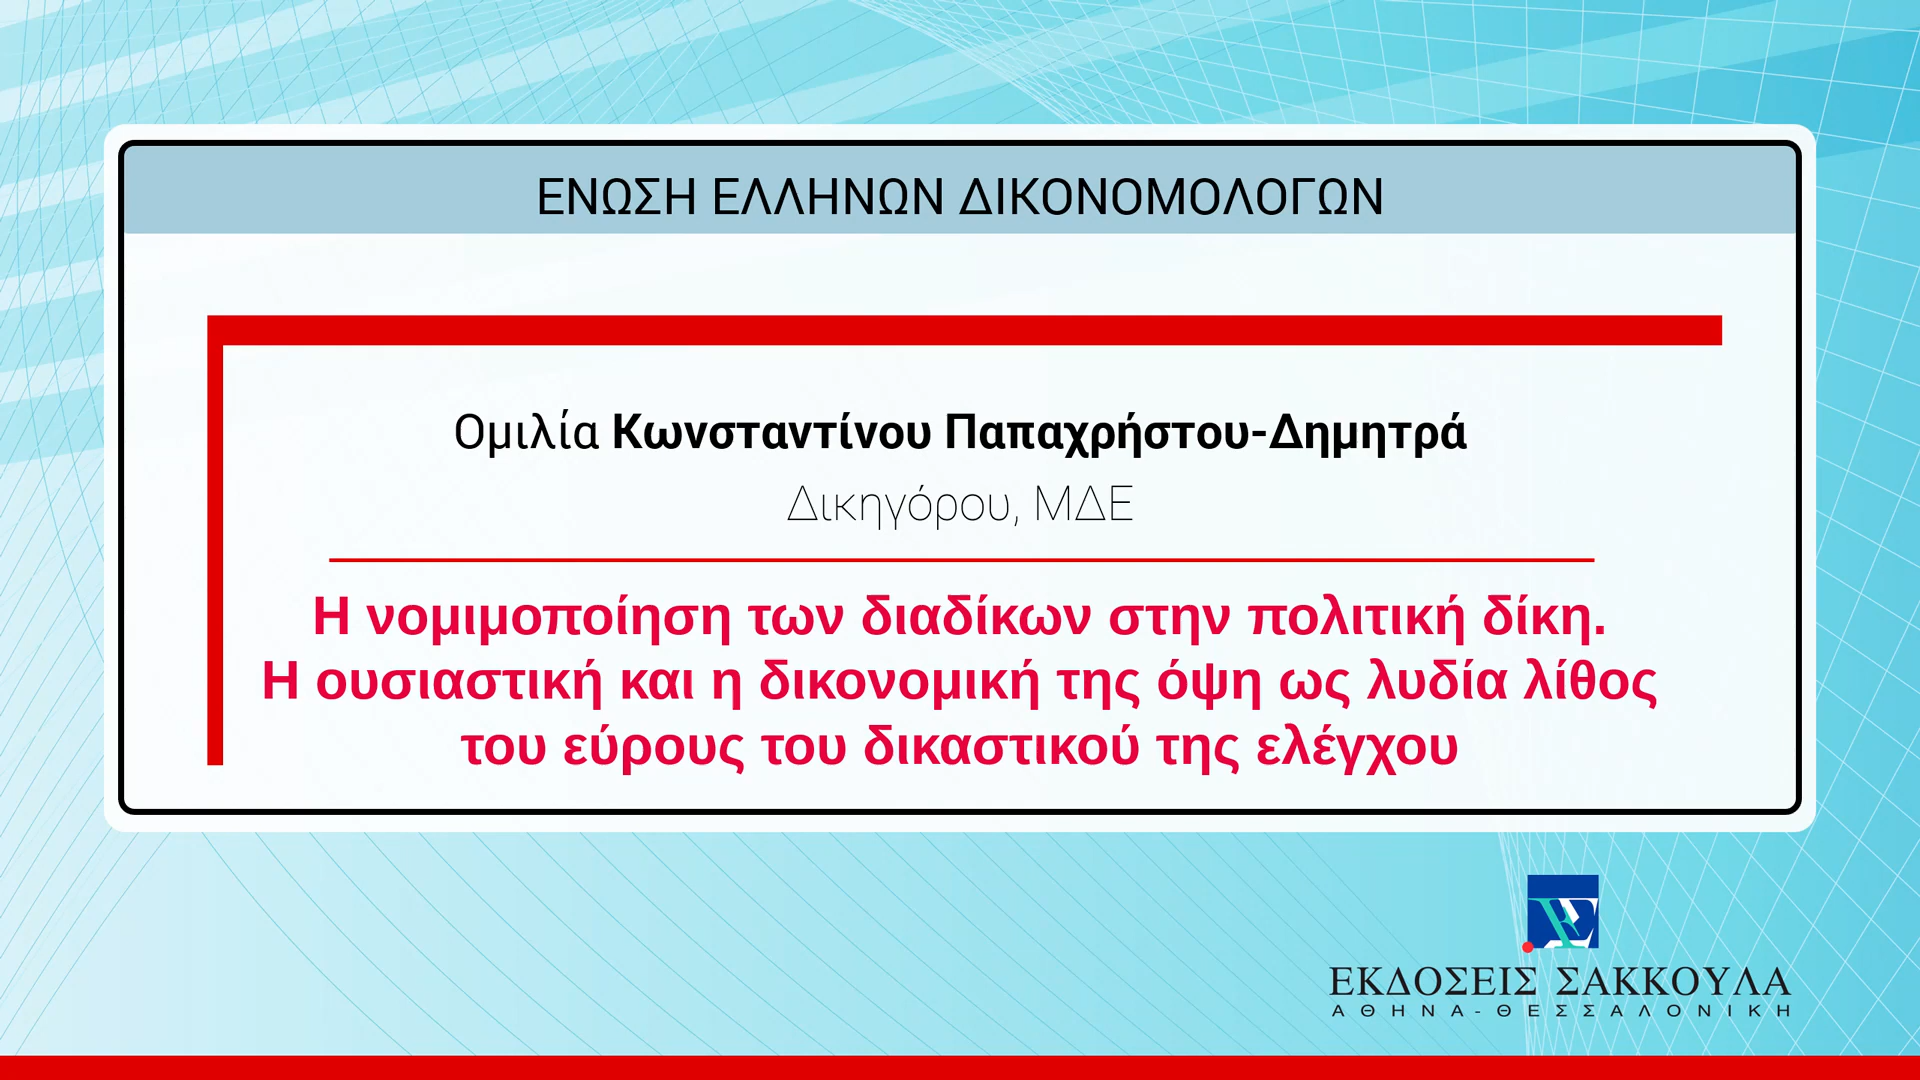 ΕΝΩΣΗ ΕΛΛΗΝΩΝ ΔΙΚΟΝΟΜΟΛΟΓΩΝ
Ομιλία Κωνσταντίνου Παπαχρήστου-Δημητρά
Δικηγόρου, ΜΔΕ
Η νομιμοποίηση των διαδίκων στην πολιτική δίκη.
Η ουσιαστική και η δικονομική της όψη ως λυδία λίθος
του εύρους του δικαστικού της ελέγχου
ΕΚΔΟΣΕΙΣ ΣΑΚΚΟΥΛΑ
ΑΘΗΝΑ-ΘΕΣΣΑΛΟΝΙΚΗ